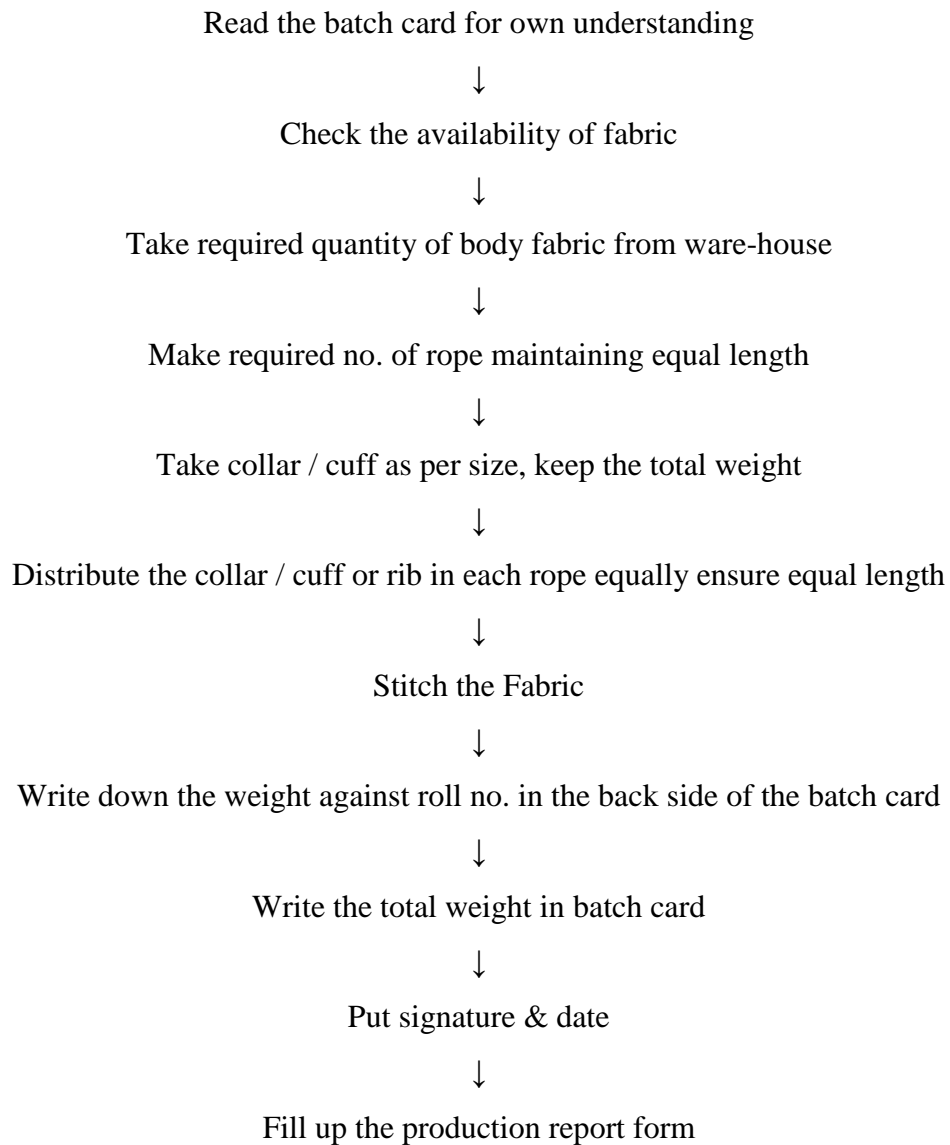 Read the batch card for own understanding
↓
Check the availability of fabric
↓
Take required quantity of body fabric from ware-house
↓
Make required no. of rope maintaining equal length
↓
Take collar / cuff as per size, keep the total weight
↓
Distribute the collar / cuff or rib in each rope equally ensure equal length
↓
Stitch the Fabric
↓
Write down the weight against roll no. in the back side of the batch card
↓
Write the total weight in batch card
↓
Put signature & date
↓
Fill up the production report form